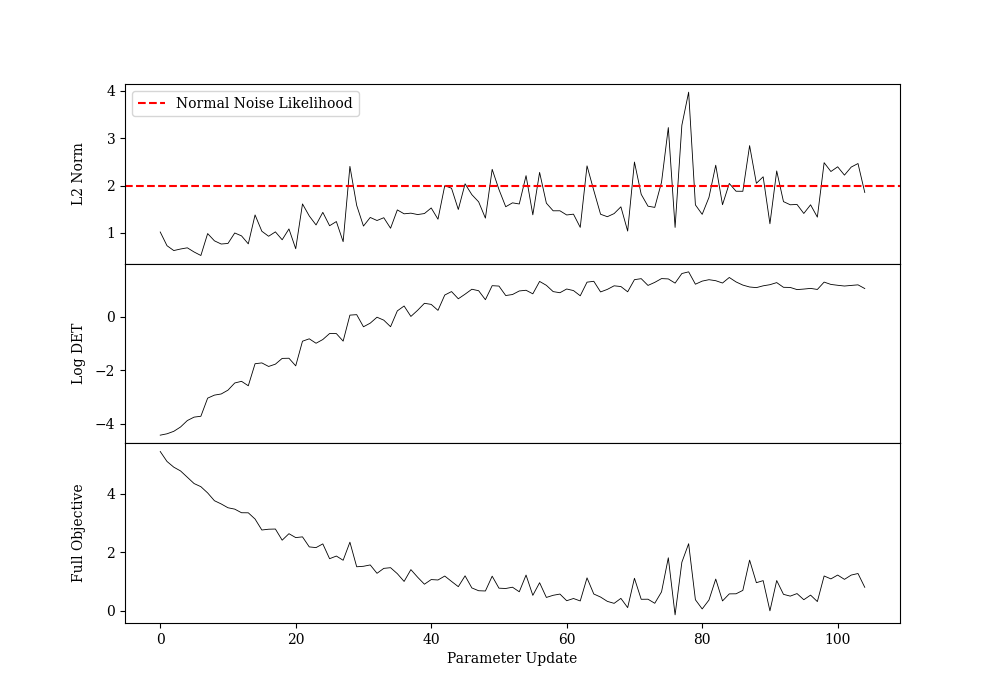 4
3
2
1
L2 Norm
Normal Noise Likelihood
0
−2
−4
Log DET
4
2
0
Full Objective
0 20 40 60 80 100
Parameter Update